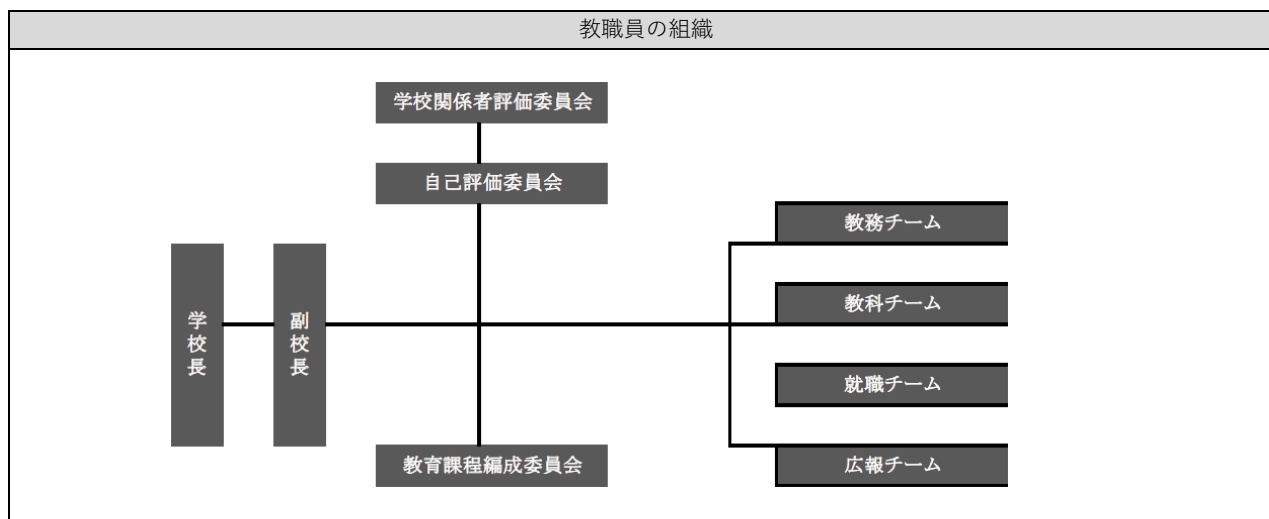 教職員の組織
学校関係者評価委員会
自己評価委員会
学校長
副校長
教務チーム
教科チーム
就職チーム
広報チーム
教育課程編成委員会